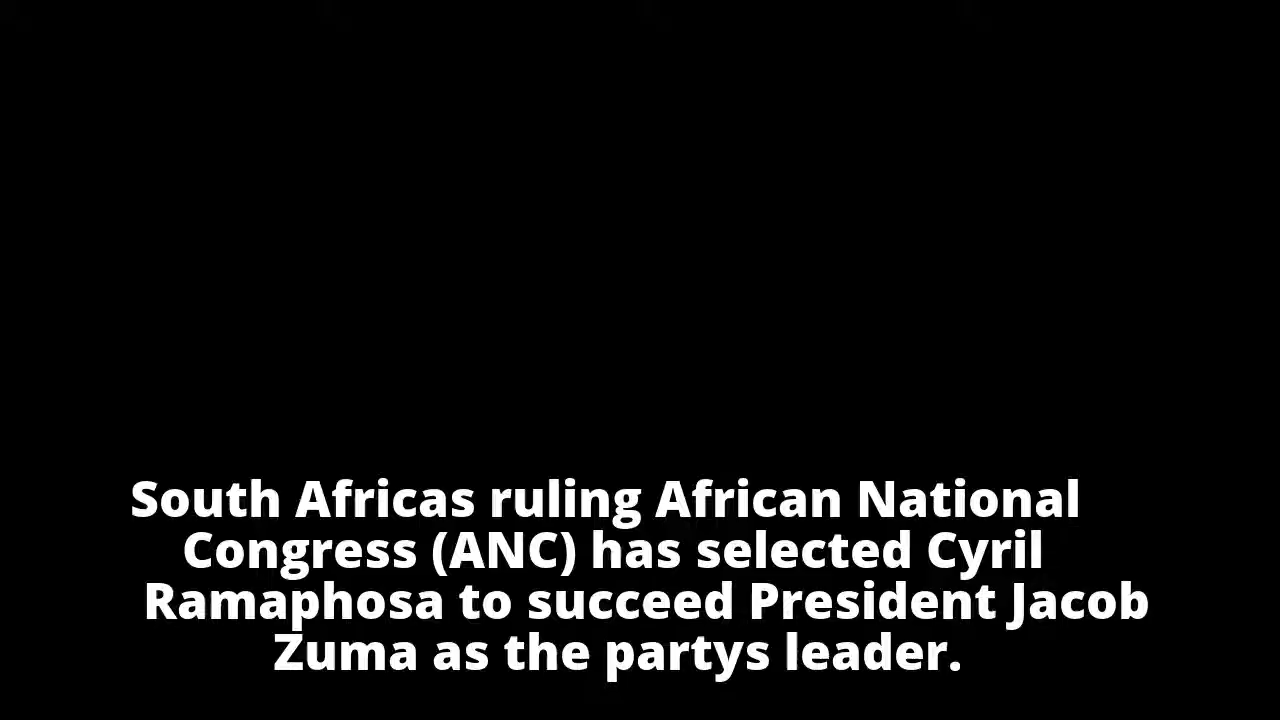 South Africas ruling African National
Congress (ANC) has selected Cyril
Ramaphosa to succeed President Jacob
Zuma as the partys leader.